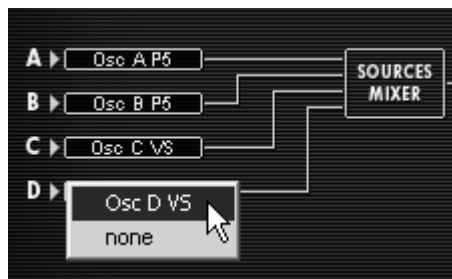 A Osc A P5
SOURCES
MIXER
B Osc B P5
C Osc C VS
D
Osc D VS
none